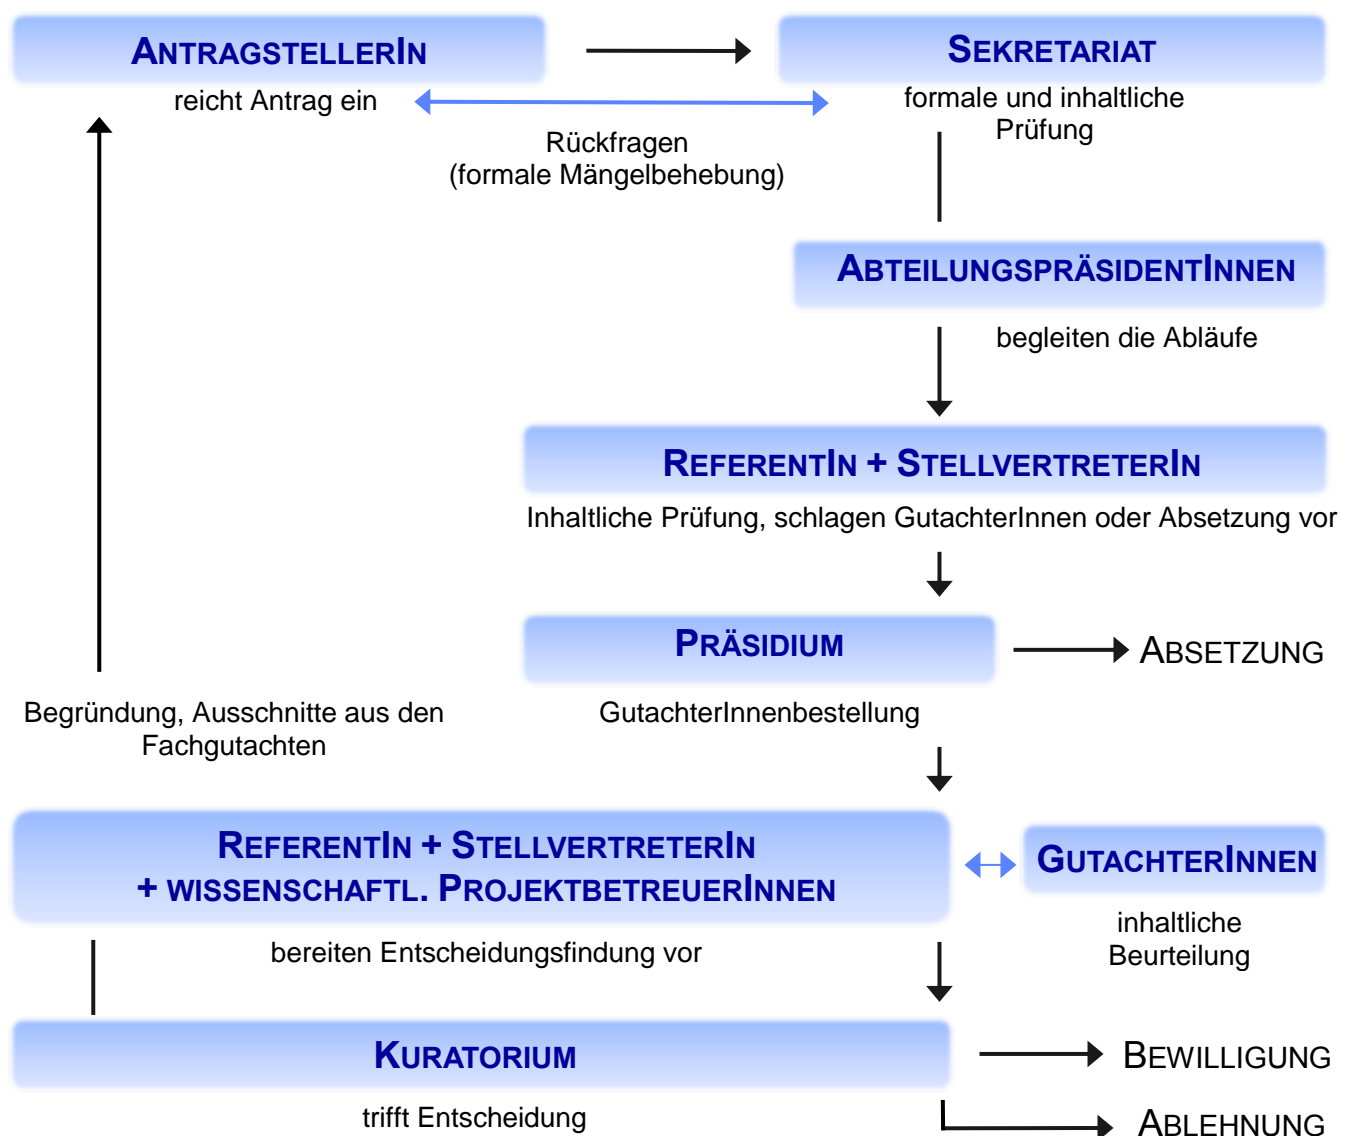 ANTRAGSTELLERIN
SEKRETARIAT
reicht Antrag ein
formale und inhaltliche
Prüfung
Rückfragen
(formale Mängelbehebung)
ABTEILUNGSPRÄSIDENTINNEN
begleiten die Abläufe
REFERENTIN + STELLVERTRETERIN
Inhaltliche Prüfung, schlagen GutachterInnen oder Absetzung vor
PRÄSIDIUM
ABSETZUNG
Begründung, Ausschnitte aus den
Fachgutachten
GutachterInnenbestellung
REFERENTIN + STELLVERTRETERIN
+ WISSENSCHAFTL. PROJEKTBETREUERINNEN
GUTACHTERINNEN
bereiten Entscheidungsfindung vor
inhaltliche
Beurteilung
KURATORIUM
BEWILLIGUNG
trifft Entscheidung
ABLEHNUNG